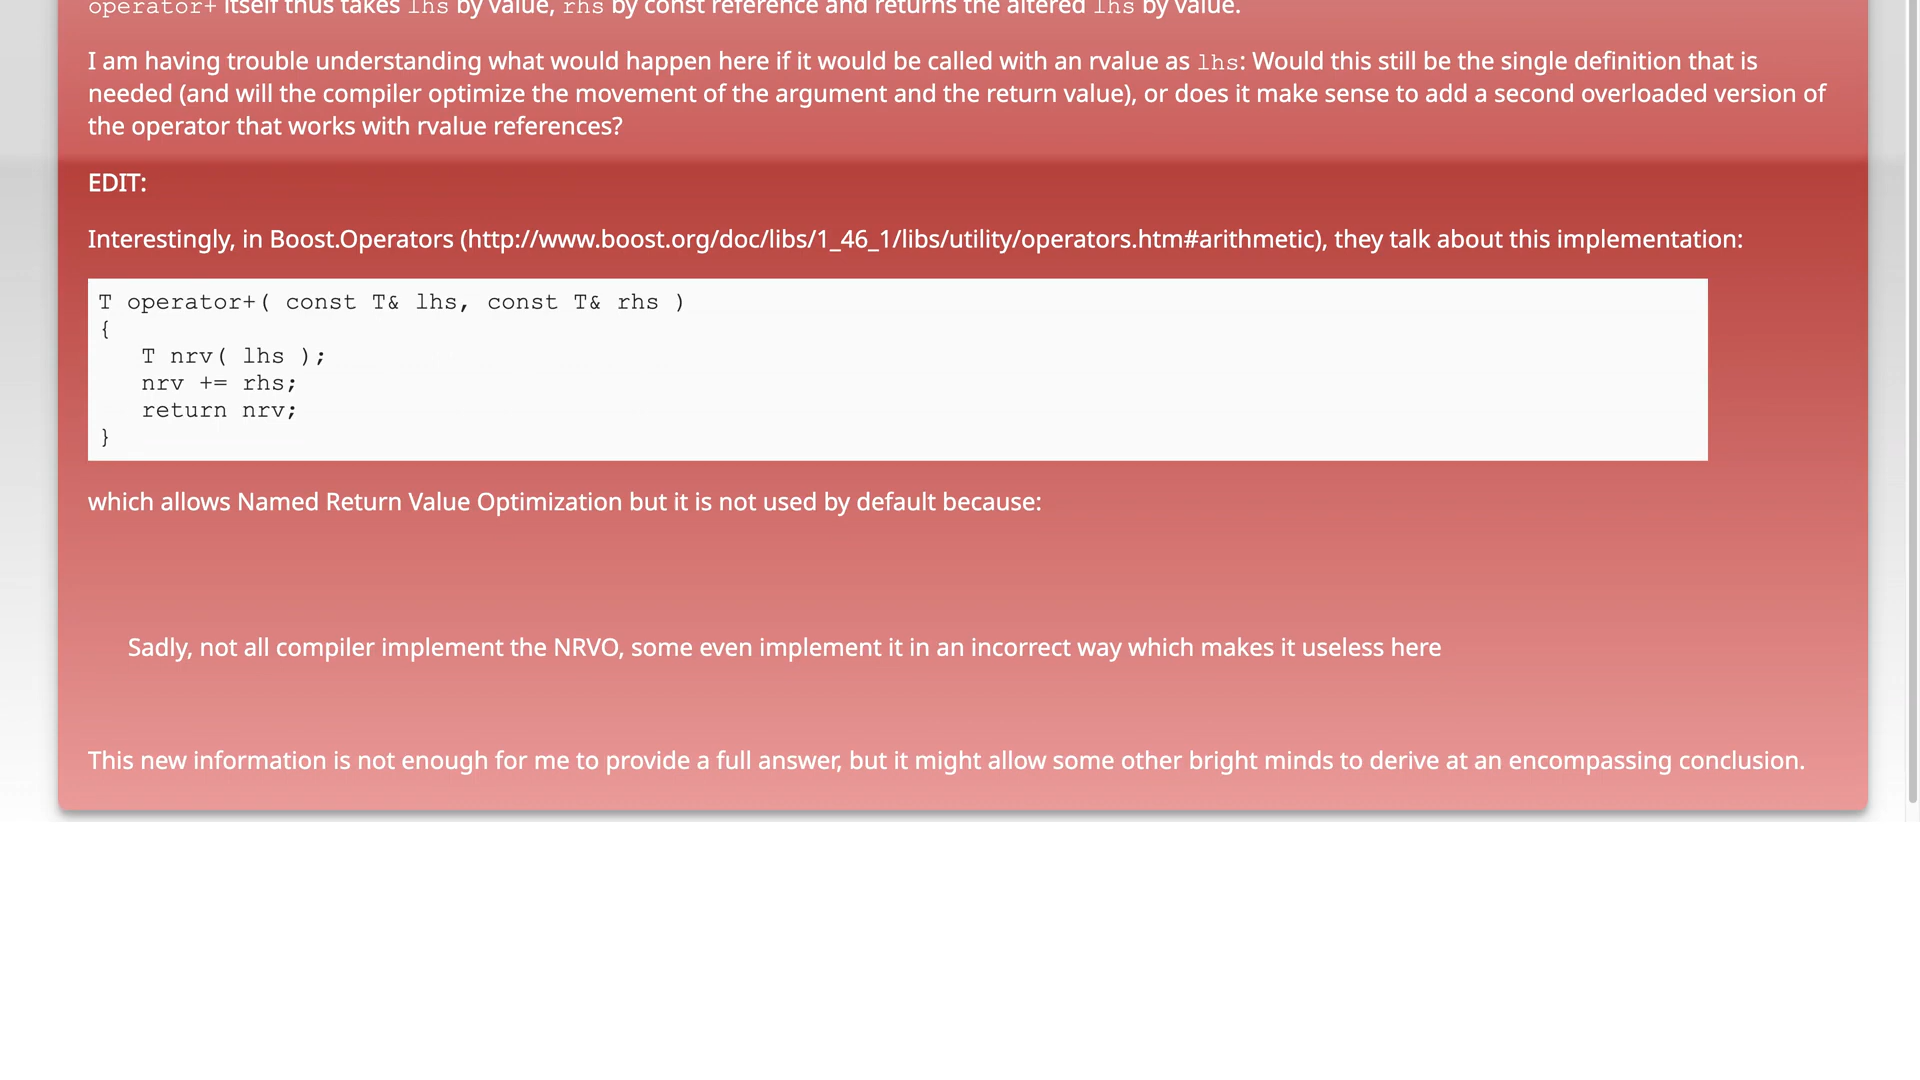 operator+ itself thus takes lhs by value, rhs by const reference and returns the altered lhs by value.
I am having trouble understanding what would happen here if it would be called with an rvalue as lhs: Would this still be the single definition that is
needed (and will the compiler optimize the movement of the argument and the return value), or does it make sense to add a second overloaded version of
the operator that works with rvalue references?
EDIT:
Interestingly, in Boost.Operators (http://www.boost.org/doc/libs/1_46_1/libs/utility/operators.htm#arithmetic), they talk about this implementation:
T operator+( const T& lhs, const T& rhs )
{
   T nrv( lhs );
   nrv += rhs;
   return nrv;
}
which allows Named Return Value Optimization but it is not used by default because:
Sadly, not all compiler implement the NRVO, some even implement it in an incorrect way which makes it useless here
This new information is not enough for me to provide a full answer, but it might allow some other bright minds to derive at an encompassing conclusion.